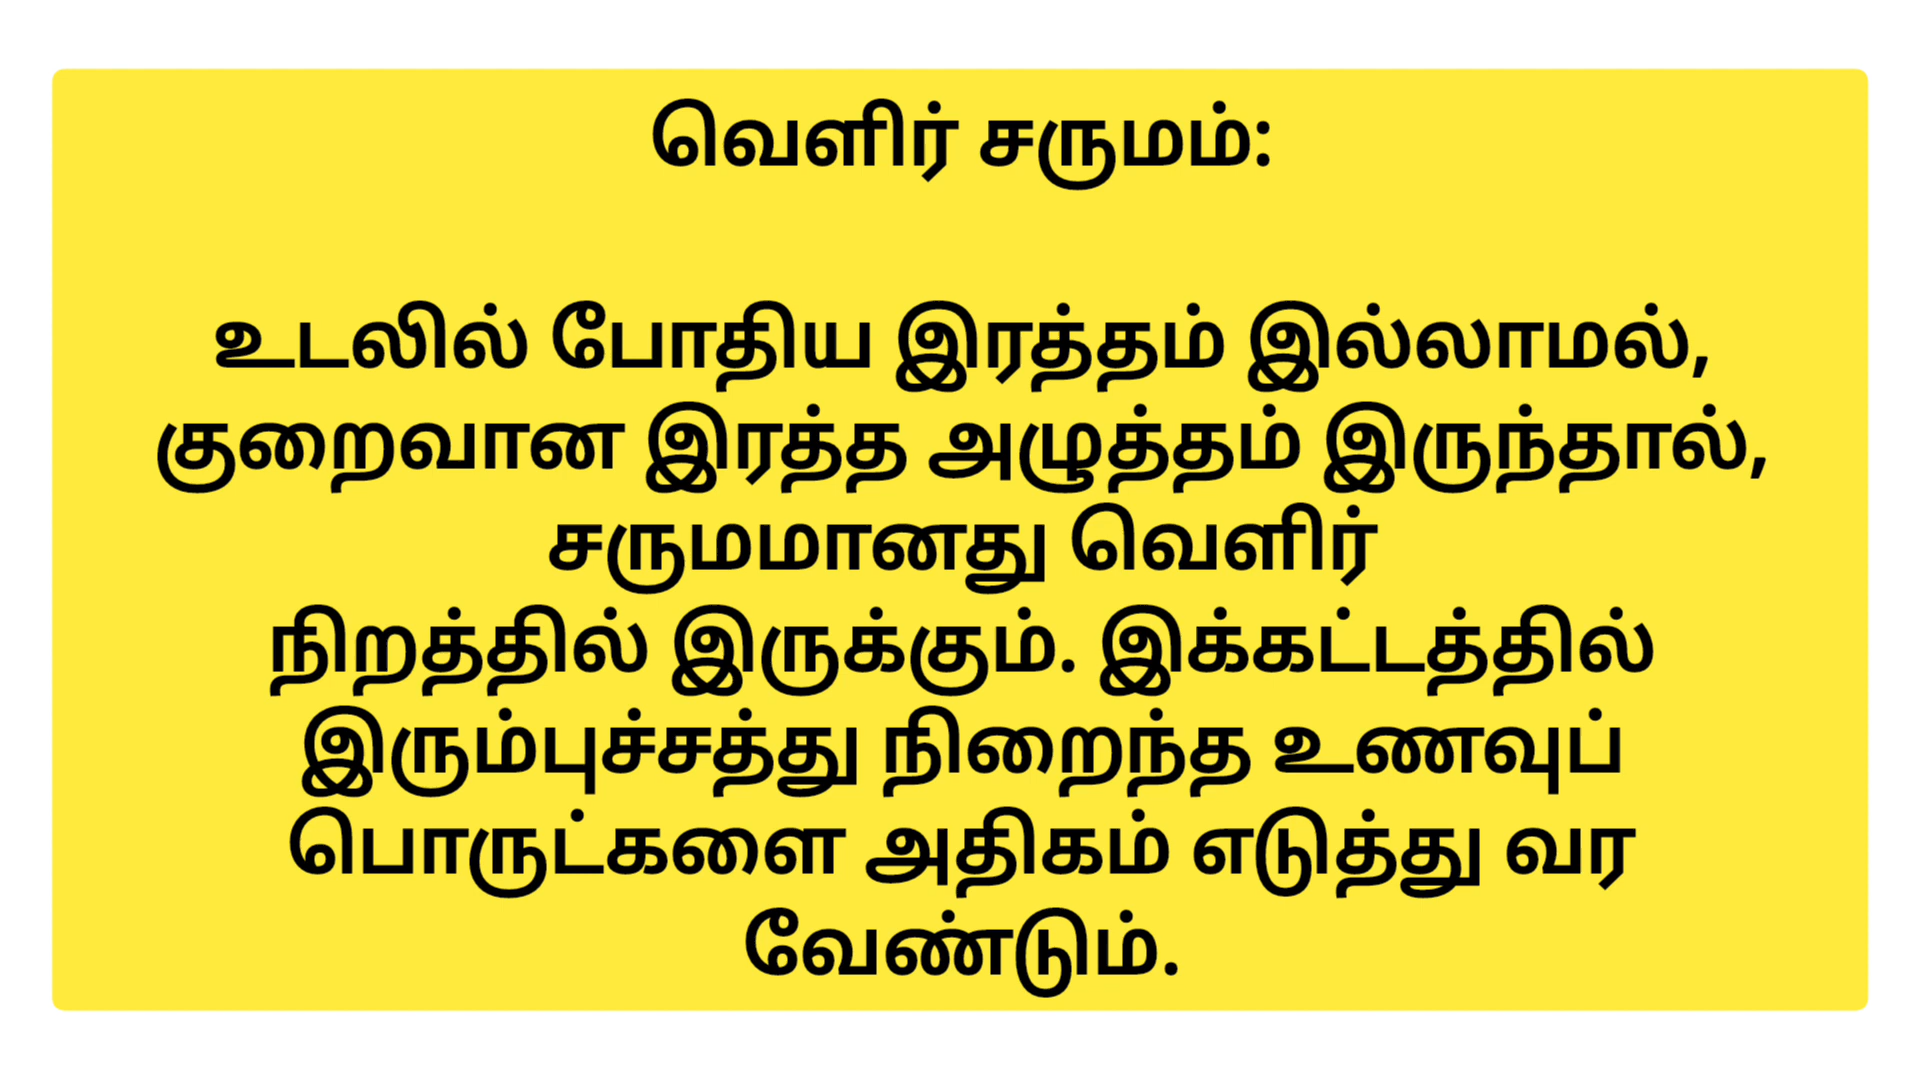 வெளிர் சருமம்:
உடலில் போதிய இரத்தம் இல்லாமல்,
குறைவான இரத்த அழுத்தம் இருந்தால்,
சருமமானது வெளிர்
நிறத்தில் இருக்கும். இக்கட்டத்தில்
இரும்புச்சத்து நிறைந்த உணவுப்
பொருட்களை அதிகம் எடுத்து வர
வேண்டும்.